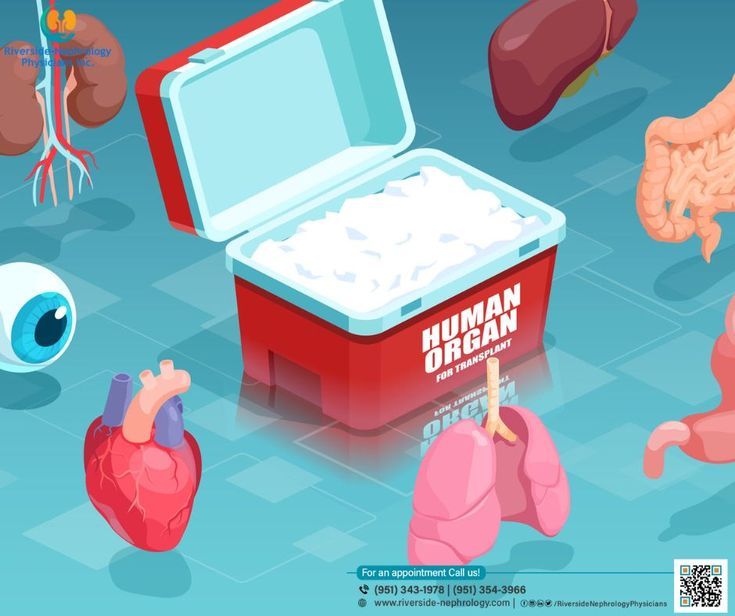 Riverside-Nephrology
Physicians Inc.
HUMAN
ORGAN
FOR TRANSPLANT
For an appointment Call us!
(951) 343-1978 | (951) 354-3966
www.riverside-nephrology.com | /RiversideNephrologyPhysicians